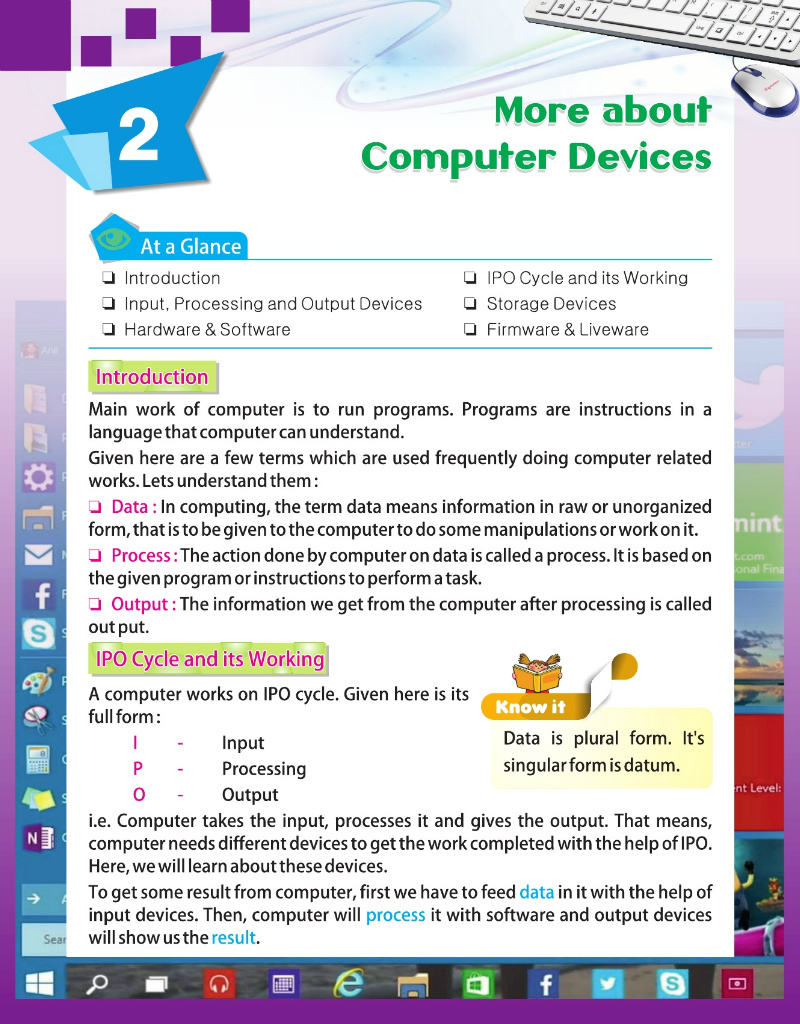 2
More about
Computer Devices
At a Glance
❑ Introduction
❑ IPO Cycle and its Working
❑ Input, Processing and Output Devices
❑ Storage Devices
❑ Hardware & Software
❑ Firmware & Liveware
Introduction
Main work of computer is to run programs. Programs are instructions in a
language that computer can understand.
Given here are a few terms which are used frequently doing computer related
works. Lets understand them :
❑ Data : In computing, the term data means information in raw or unorganized
form, that is to be given to the computer to do some manipulations or work on it.
❑ Process : The action done by computer on data is called a process. It is based on
the given program or instructions to perform a task.
❑ Output : The information we get from the computer after processing is called
out put.
IPO Cycle and its Working
A computer works on IPO cycle. Given here is its
full form :
I - Input
P - Processing
O - Output
Know it
Data is plural form. It's
singular form is datum.
i.e. Computer takes the input, processes it and gives the output. That means,
computer needs different devices to get the work completed with the help of IPO.
Here, we will learn about these devices.
To get some result from computer, first we have to feed data in it with the help of
input devices. Then, computer will process it with software and output devices
will show us the result.
mint
nt Level:
Sear